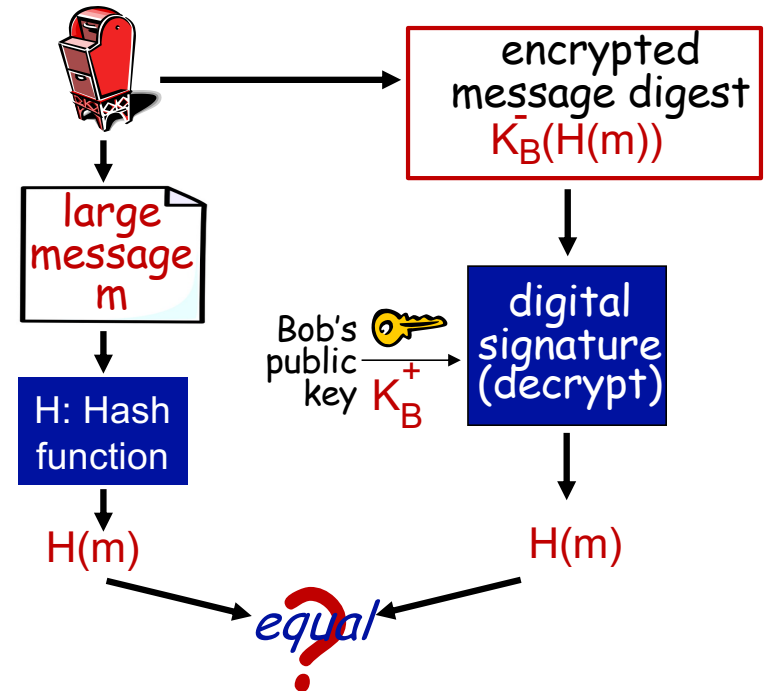 encrypted
message digest
K⁻B(H(m))
large
message
m
Bob's
public
key K⁺B
digital
signature
(decrypt)
H: Hash
function
H(m)
H(m)
equal
?